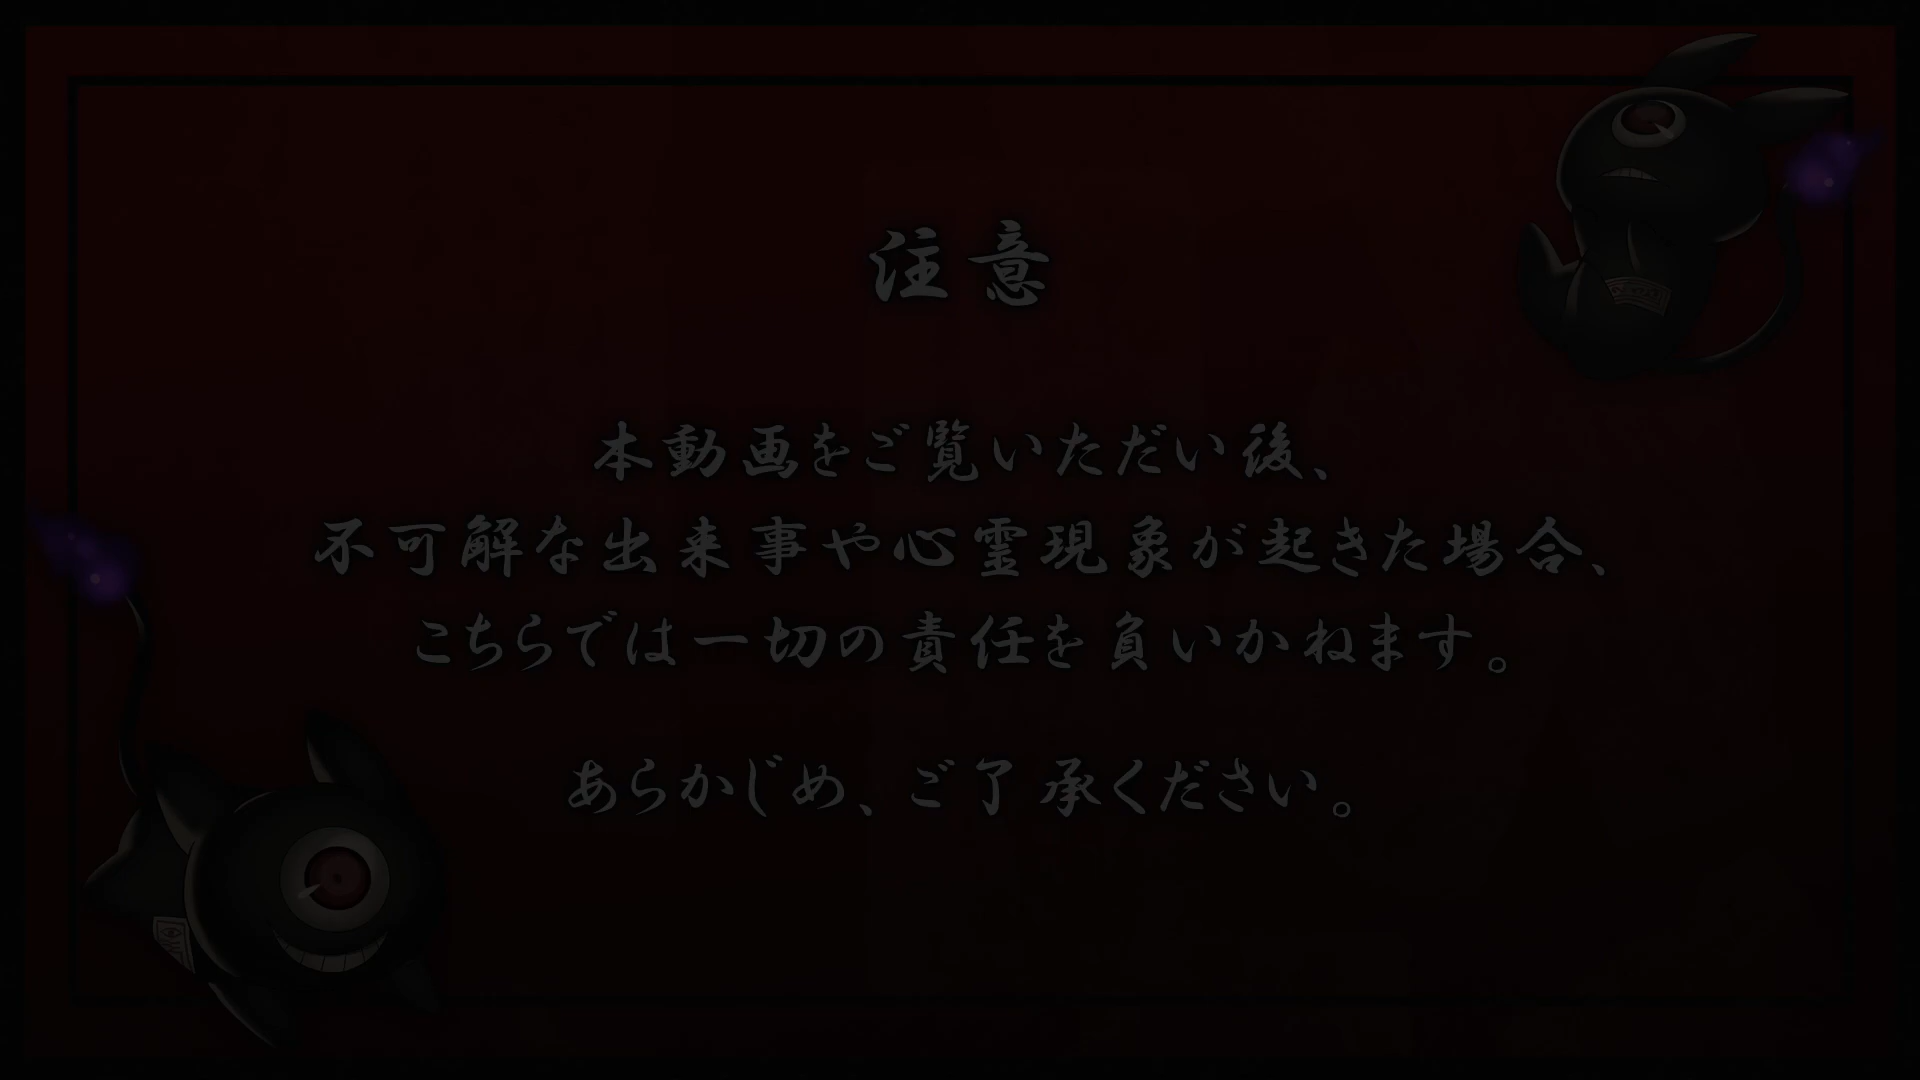 注意
本動画をご覧いただい後、
不可解な出来事や心霊現象が起きた場合、
こちらでは一切の責任を負いかねます。
あらかじめ、ご了承ください。